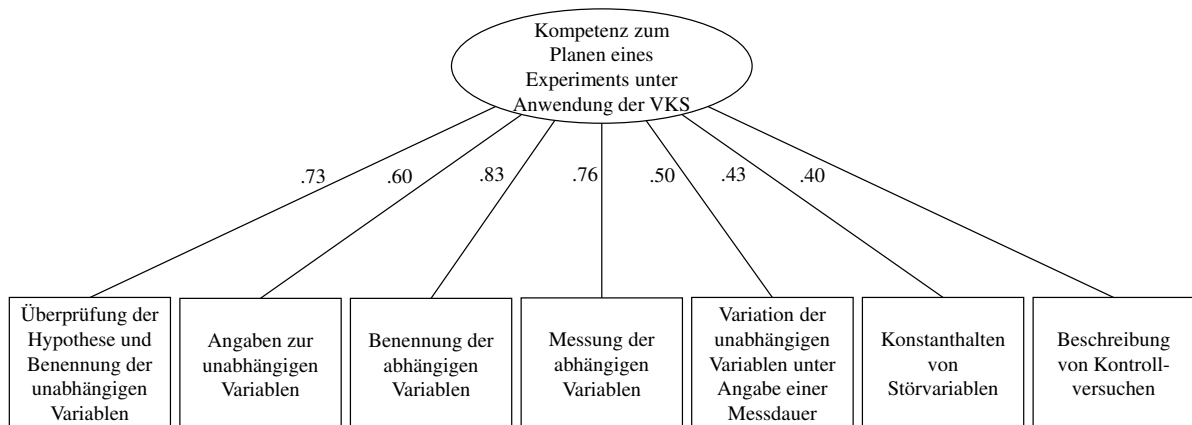 Kompetenz zum
Planen eines
Experiments unter
Anwendung der VKS
.73
.60
.83
.76
.50
.43
.40
Überprüfung der
Hypothese und
Benennung der
unabhängigen
Variablen
Angaben zur
unabhängigen
Variablen
Benennung der
abhängigen
Variablen
Messung der
abhängigen
Variablen
Variation der
unabhängigen
Variablen unter
Angabe einer
Messdauer
Konstanthalten
von
Störvariablen
Beschreibung
von Kontroll-
versuchen